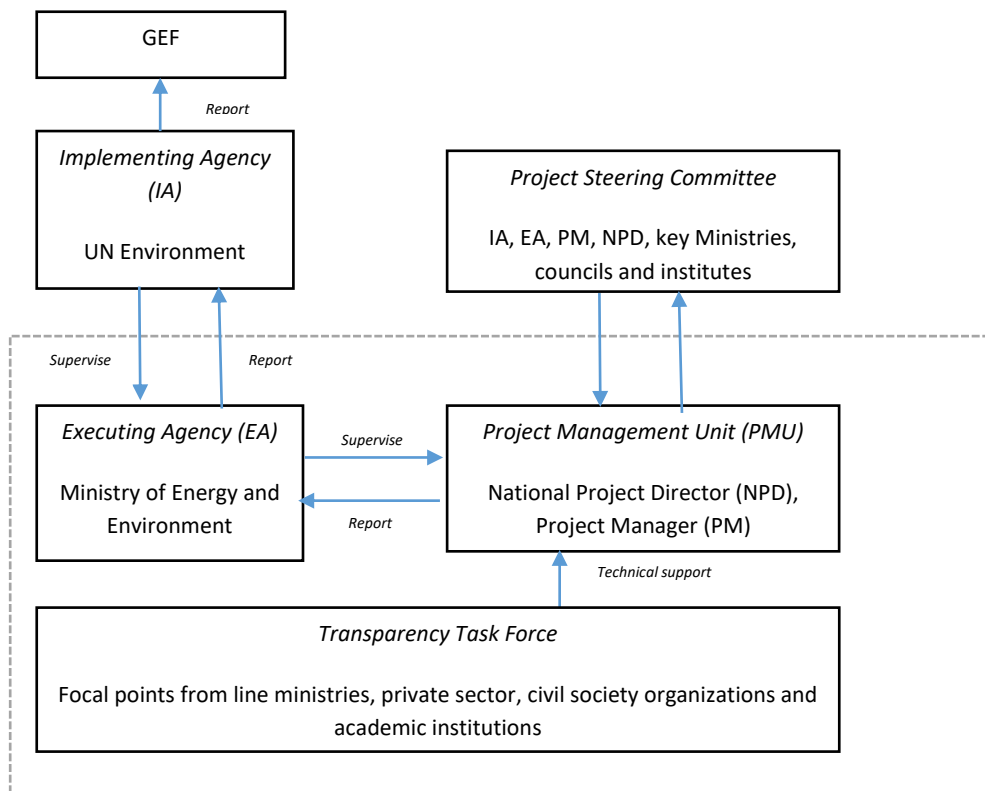 GEF
Report
Implementing Agency
(IA)
UN Environment
Project Steering Committee
IA, EA, PM, NPD, key Ministries,
councils and institutes
Supervise
Report
Executing Agency (EA)
Ministry of Energy and
Environment
Supervise
Report
Project Management Unit (PMU)
National Project Director (NPD),
Project Manager (PM)
Technical support
Transparency Task Force
Focal points from line ministries, private sector, civil society organizations and
academic institutions